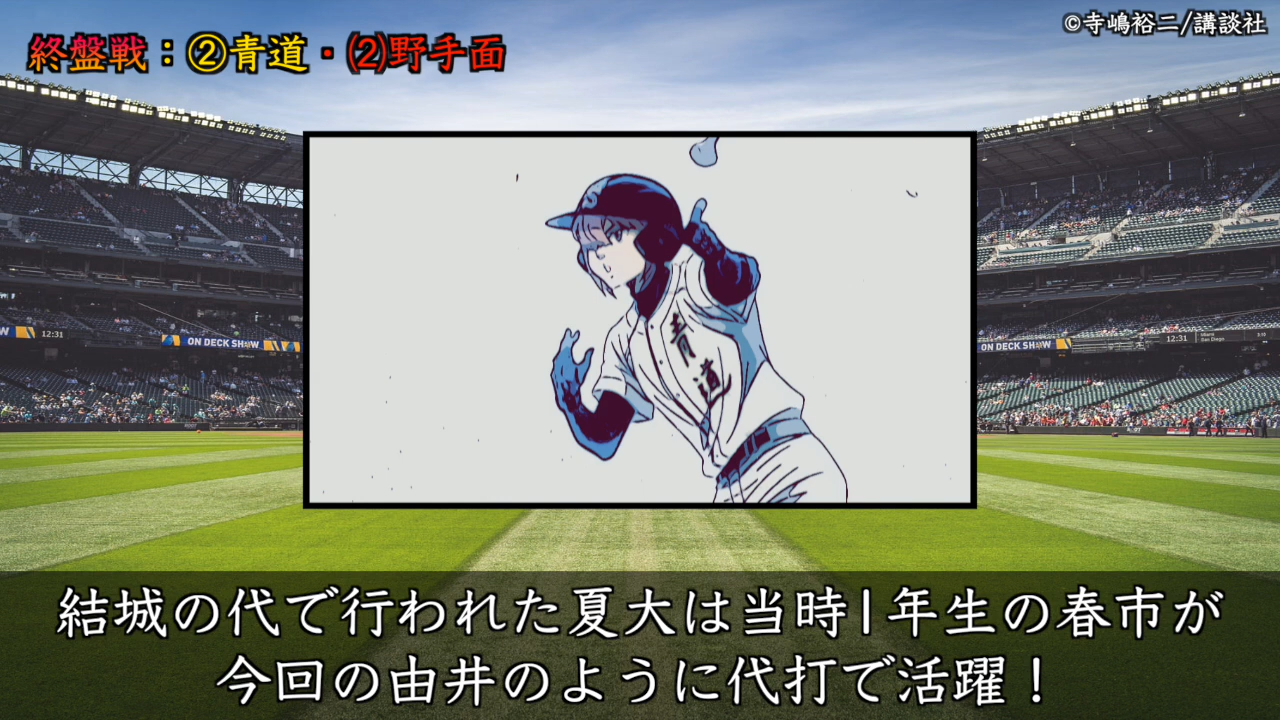 ©寺嶋裕二/講談社
終盤戦：②青道・⑵野手面
W
12:31
ON DECK SHOW
ON DECK SHOW
12:31
青道
結城の代で行われた夏大は当時1年生の春市が
今回の由井のように代打で活躍！